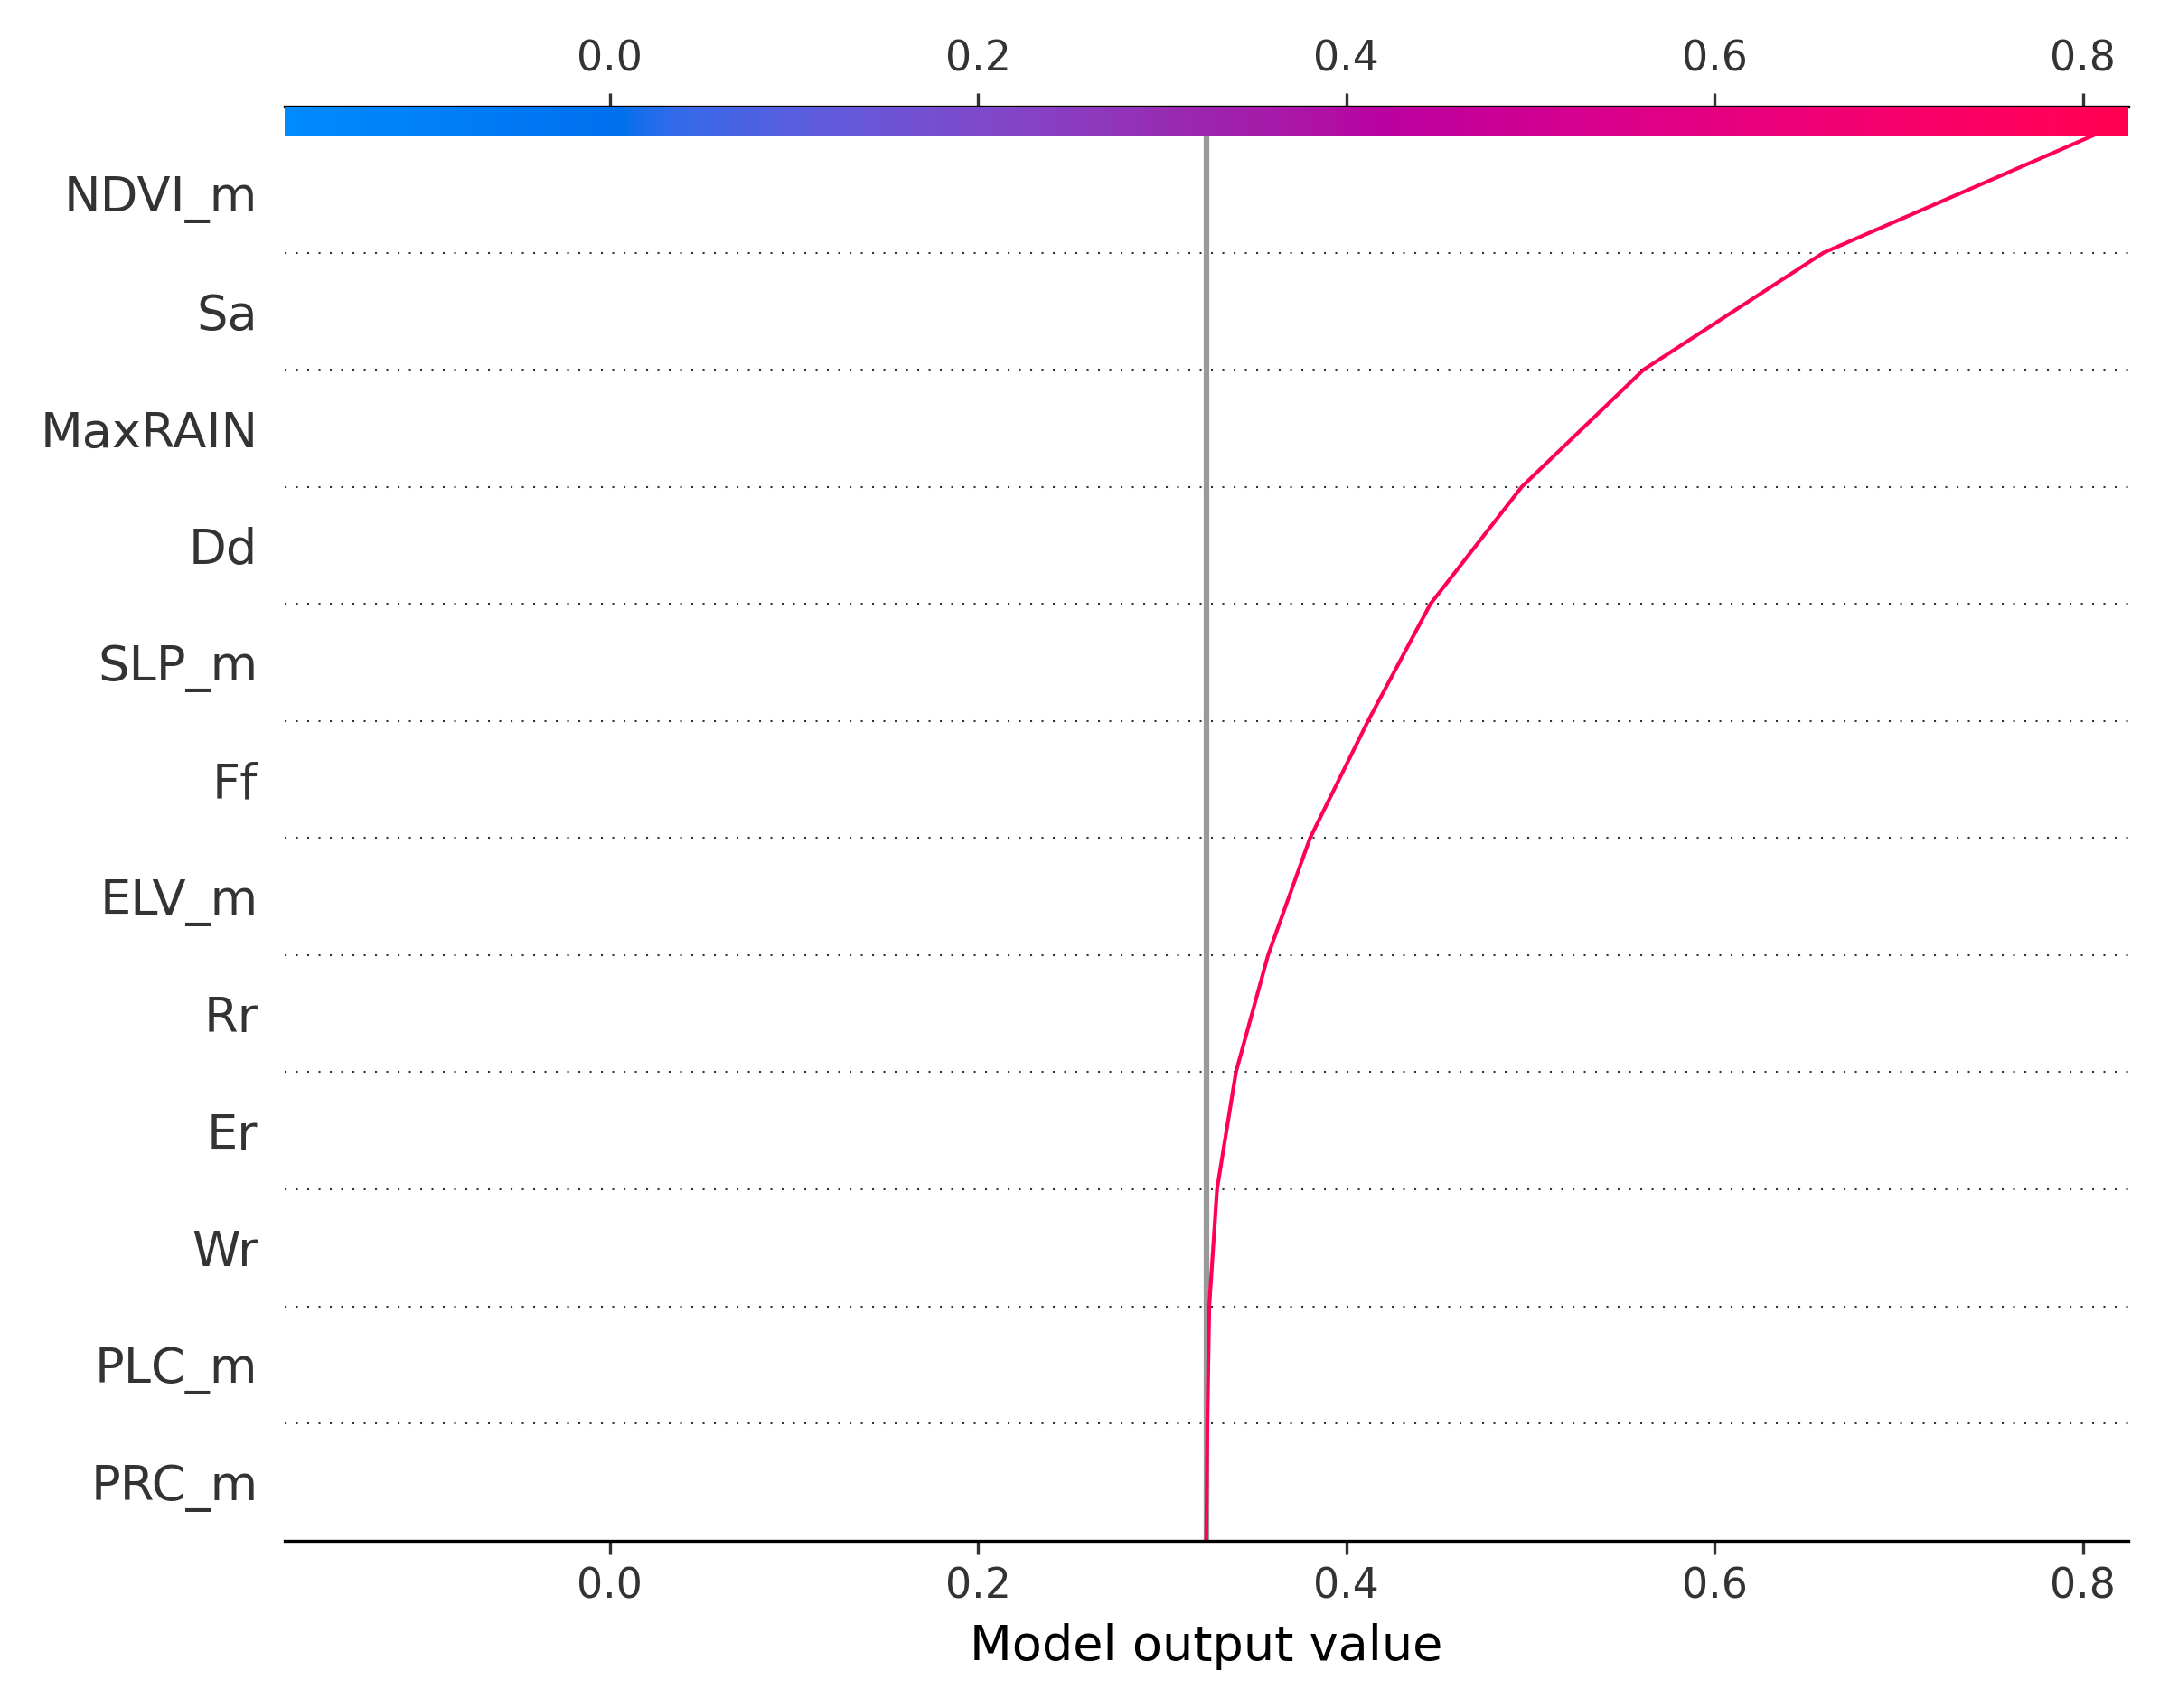 0.0 0.2 0.4 0.6 0.8
NDVI_m
Sa
MaxRAIN
Dd
SLP_m
Ff
ELV_m
Rr
Er
Wr
PLC_m
PRC_m
0.0 0.2 0.4 0.6 0.8
Model output value